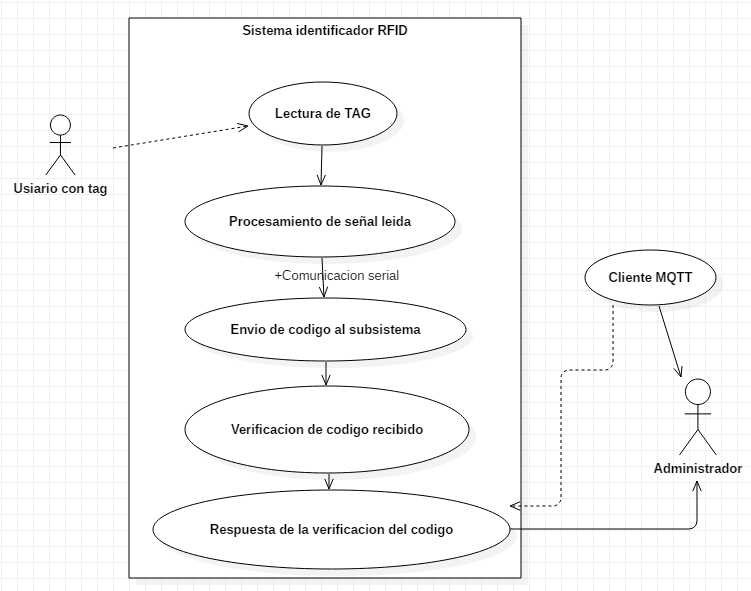 Sistema identificador RFID
Lectura de TAG
Usiario con tag
Procesamiento de señal leida
+Comunicacion serial
Cliente MQTT
Envio de codigo al subsistema
Verificacion de codigo recibido
Administrador
Respuesta de la verificacion del codigo